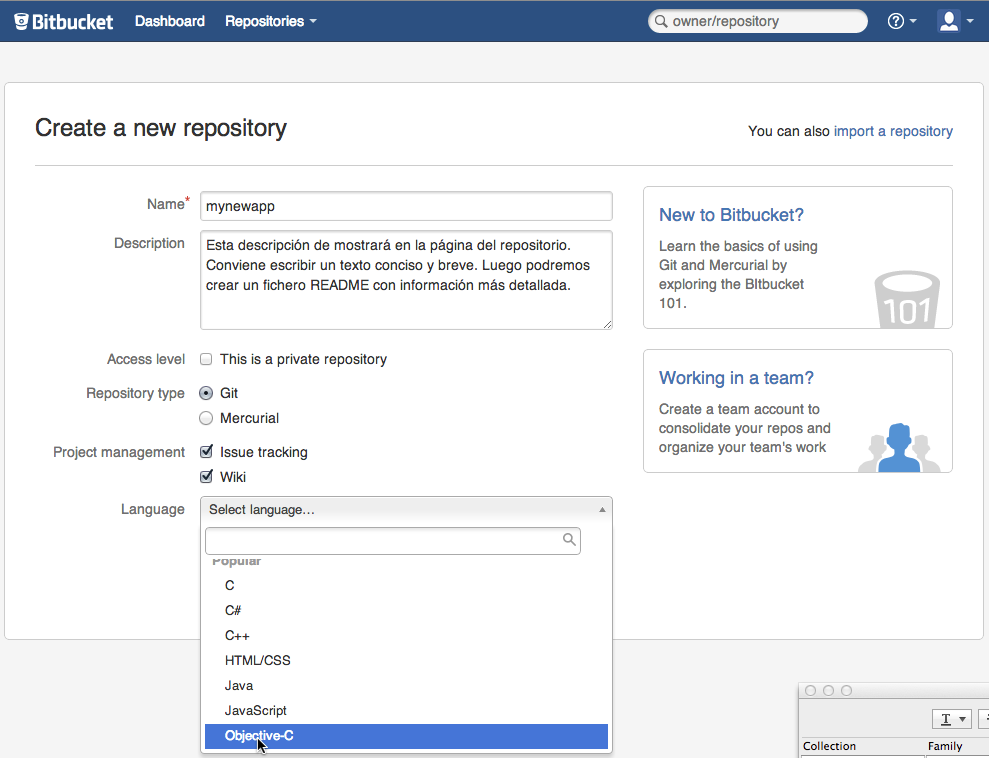 Bitbucket Dashboard Repositories owner/repository
Create a new repository
You can also import a repository
Name* mynewapp
Description Esta descripción de mostrará en la página del repositorio.
Conviene escribir un texto conciso y breve. Luego podremos
crear un fichero README con información más detallada.
Access level This is a private repository
Repository type Git
Mercurial
Project management Issue tracking
Wiki
Language Select language...
Popular
C
C#
C++
HTML/CSS
Java
JavaScript
Objective-C
New to Bitbucket?
Learn the basics of using
Git and Mercurial by
exploring the BItbucket
101.
101
Working in a team?
Create a team account to
consolidate your repos and
organize your team's work
T
Collection Family